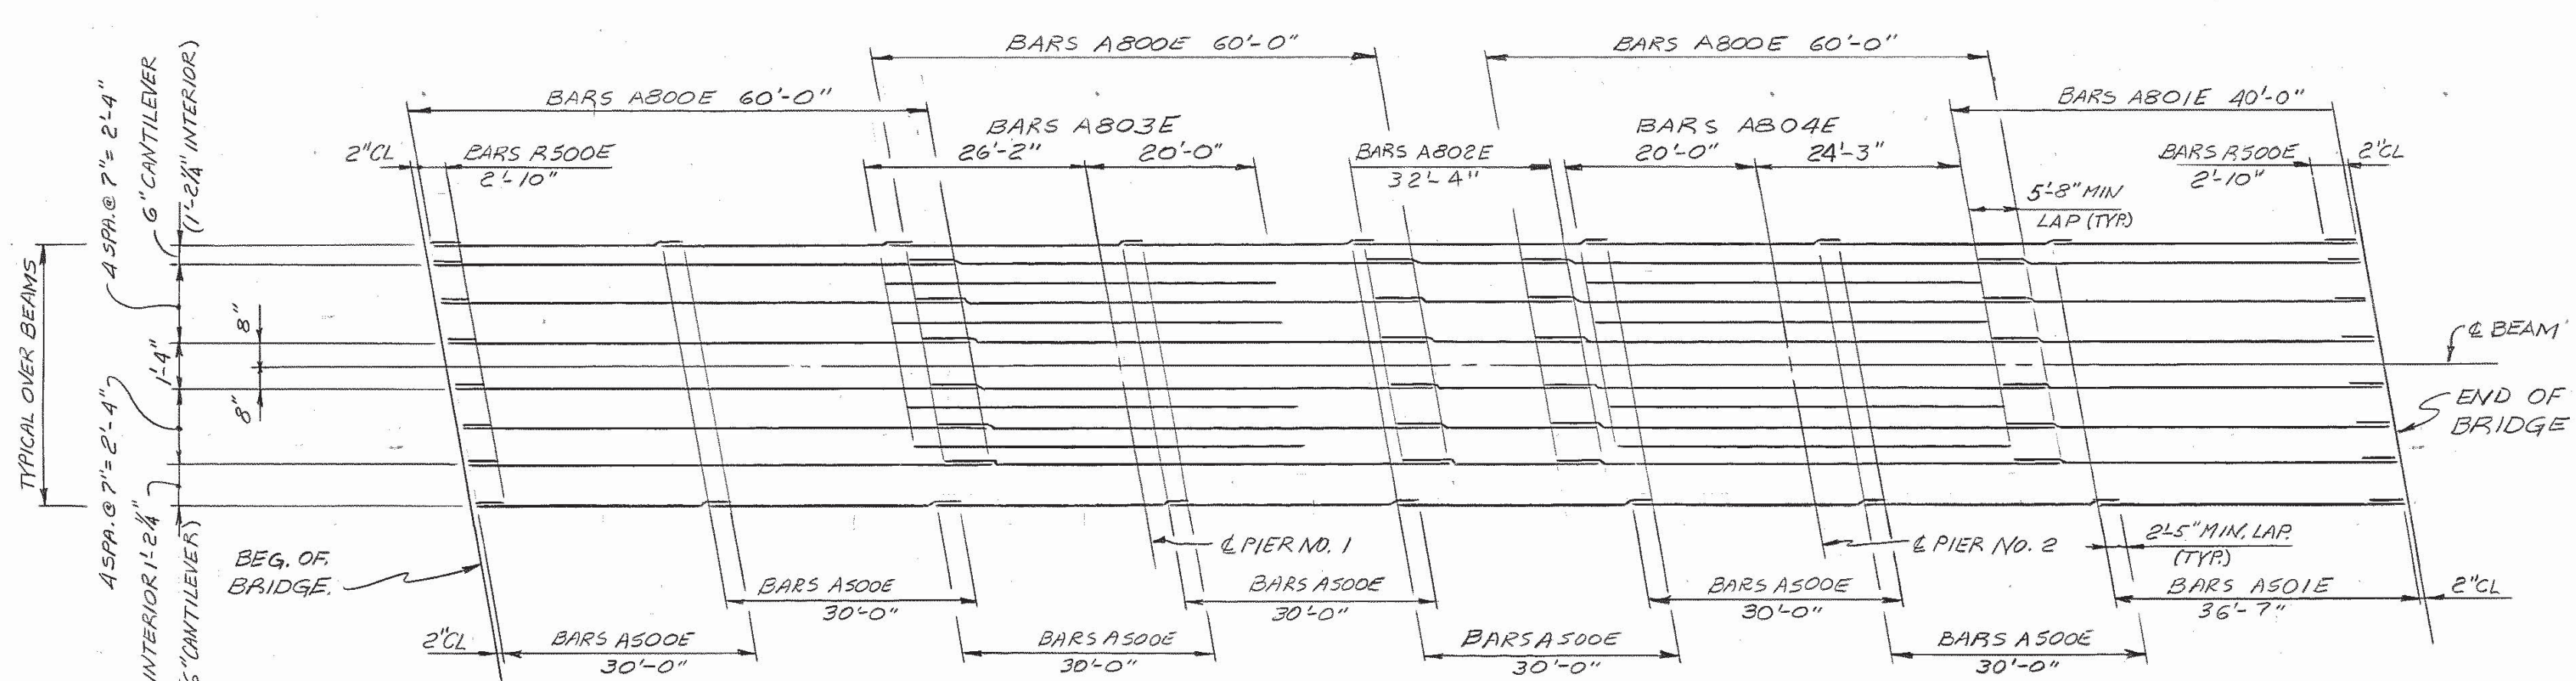 BARS A800E 60'-0"
BARS A800E 60'-0"
BARS A800E 60'-0"
BARS A801E 40'-0"
BARS A803E
26'-2" 20'-0"
BARS A804E
20'-0" 24'-3"
2"CL
BARS R500E
2'-10"
BARS A802E
32'-4"
BARS R500E
2'-10"
2"CL
5'-8" MIN
LAP (TYP.)
TYPICAL OVER BEAMS
4 SPA. @ 7" = 2'-4"
6" CANTILEVER
(1'-2¼" INTERIOR)
8"
1'-4"
8"
4 SPA. @ 7" = 2'-4"
INTERIOR 1'-2¼"
6" CANTILEVER)
℄ BEAM
END OF
BRIDGE
BEG. OF.
BRIDGE.
℄ PIER NO. 1
℄ PIER NO. 2
2'-5" MIN. LAP.
(TYP.)
BARS A500E
30'-0"
BARS A500E
30'-0"
BARS A500E
30'-0"
BARS A501E
36'-7"
2"CL
2"CL
BARS A500E
30'-0"
BARS A500E
30'-0"
BARS A500E
30'-0"
BARS A500E
30'-0"